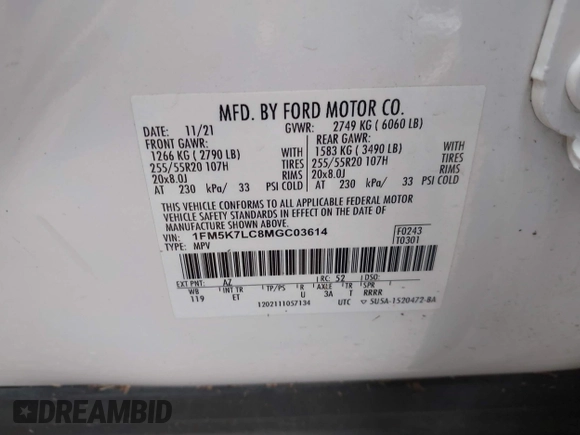 MFD. BY FORD MOTOR CO.
DATE: 11/21 GVWR: 2749 KG ( 6060 LB)
FRONT GAWR: REAR GAWR:
1266 KG ( 2790 LB) WITH 1583 KG ( 3490 LB) WITH
255/55R20 107H TIRES 255/55R20 107H TIRES
20x8.0J RIMS 20x8.0J RIMS
AT 230 kPa/ 33 PSI COLD AT 230 kPa/ 33 PSI COLD
THIS VEHICLE CONFORMS TO ALL APPLICABLE FEDERAL MOTOR
VEHICLE SAFETY STANDARDS IN EFFECT ON THE DATE OF
MANUFACTURE SHOWN ABOVE.
VIN: 1FM5K7LC8MGC03614 F0243
TYPE: MPV T0301
EXT PNT: AZ RC: 52 DSO:
WB INT TR TP/PS R AXLE TR SPR
119 ET U 3A T RRRR
1202111057134 UTC 5U5A-1520472-BA
DREAMBID